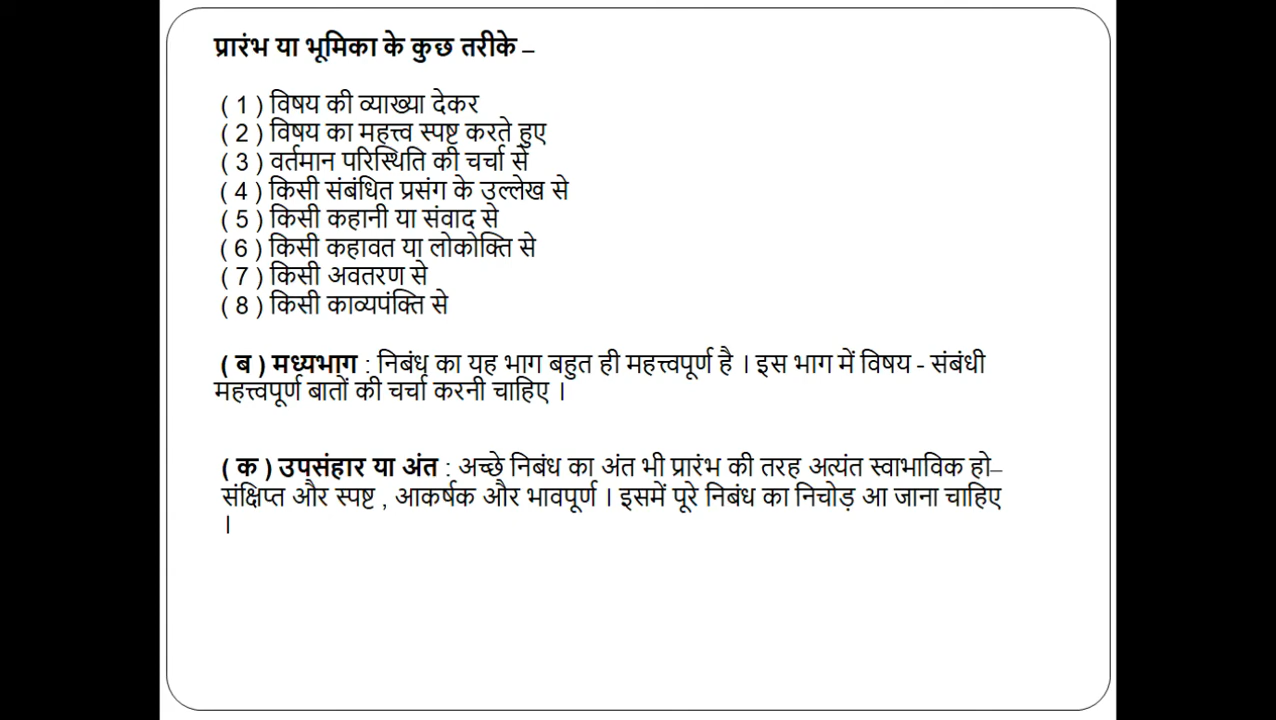 प्रारंभ या भूमिका के कुछ तरीके –
( 1 ) विषय की व्याख्या देकर
( 2 ) विषय का महत्त्व स्पष्ट करते हुए
( 3 ) वर्तमान परिस्थिति की चर्चा से
( 4 ) किसी संबंधित प्रसंग के उल्लेख से
( 5 ) किसी कहानी या संवाद से
( 6 ) किसी कहावत या लोकोक्ति से
( 7 ) किसी अवतरण से
( 8 ) किसी काव्यपंक्ति से
( ब ) मध्यभाग : निबंध का यह भाग बहुत ही महत्त्वपूर्ण है । इस भाग में विषय - संबंधी
महत्त्वपूर्ण बातों की चर्चा करनी चाहिए ।
( क ) उपसंहार या अंत : अच्छे निबंध का अंत भी प्रारंभ की तरह अत्यंत स्वाभाविक हो–
संक्षिप्त और स्पष्ट , आकर्षक और भावपूर्ण । इसमें पूरे निबंध का निचोड़ आ जाना चाहिए
।